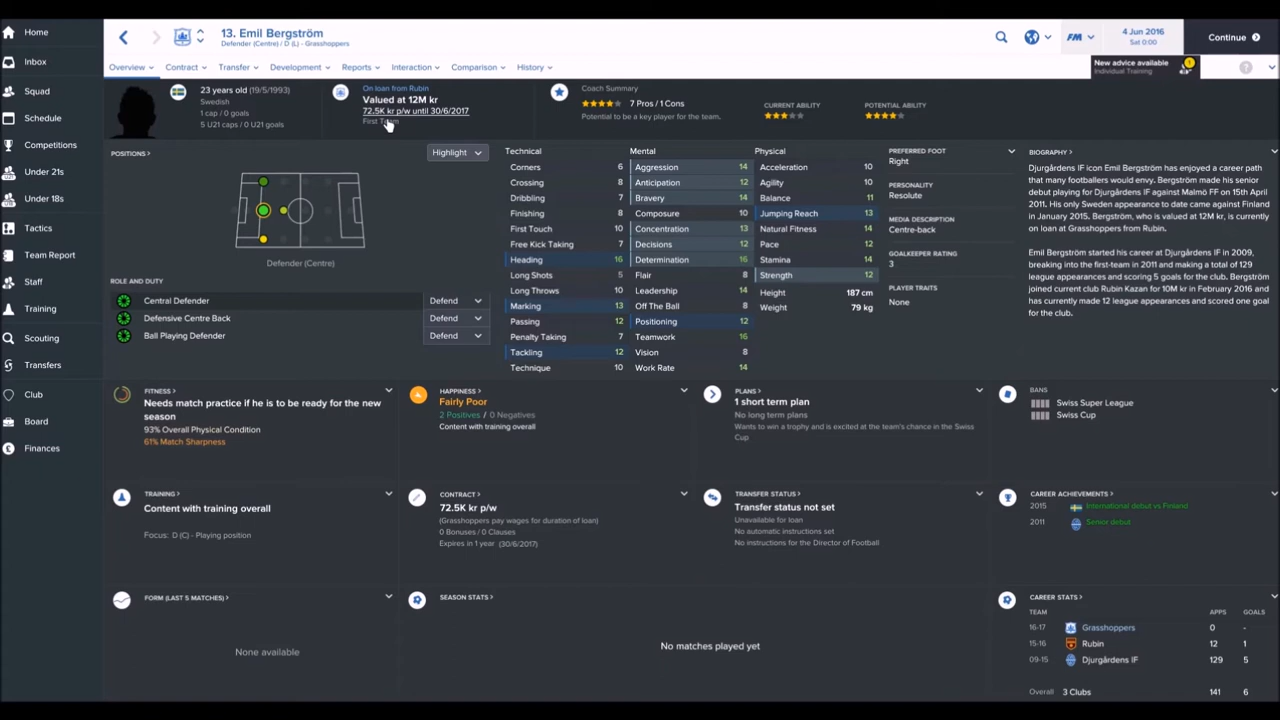 Home
Inbox
Squad
Schedule
Competitions
Under 21s
Under 18s
Tactics
Team Report
Staff
Training
Scouting
Transfers
Club
Board
Finances
13. Emil Bergström
Defender (Centre) / D (L) - Grasshoppers
FM
4 Jun 2016
Sat 0:00
Continue
Overview
Contract
Transfer
Development
Reports
Interaction
Comparison
History
New advice available
Individual Training
23 years old (19/5/1993)
Swedish
1 cap / 0 goals
5 U21 caps / 0 U21 goals
On loan from Rubin
Valued at 12M kr
72.5K kr p/w until 30/6/2017
First Team
Coach Summary
7 Pros / 1 Cons
Potential to be a key player for the team.
CURRENT ABILITY
POTENTIAL ABILITY
POSITIONS >
Highlight
Defender (Centre)
ROLE AND DUTY
Central Defender Defend
Defensive Centre Back Defend
Ball Playing Defender Defend
Technical
Corners 6
Crossing 8
Dribbling 7
Finishing 8
First Touch 10
Free Kick Taking 7
Heading 16
Long Shots 5
Long Throws 10
Marking 13
Passing 12
Penalty Taking 7
Tackling 12
Technique 10
Mental
Aggression 14
Anticipation 12
Bravery 14
Composure 10
Concentration 13
Decisions 12
Determination 16
Flair 8
Leadership 14
Off The Ball 8
Positioning 12
Teamwork 16
Vision 8
Work Rate 14
Physical
Acceleration 10
Agility 10
Balance 11
Jumping Reach 13
Natural Fitness 14
Pace 12
Stamina 14
Strength 12
Height 187 cm
Weight 79 kg
PREFERRED FOOT
Right
PERSONALITY
Resolute
MEDIA DESCRIPTION
Centre-back
GOALKEEPER RATING
3
PLAYER TRAITS
None
BIOGRAPHY >
Djurgårdens IF icon Emil Bergström has enjoyed a career path
that many footballers would envy. Bergström made his senior
debut playing for Djurgårdens IF against Malmö FF on 15th April
2011. His only Sweden appearance to date came against Finland
in January 2015. Bergström, who is valued at 12M kr, is currently
on loan at Grasshoppers from Rubin.
Emil Bergström started his career at Djurgårdens IF in 2009,
breaking into the first-team in 2011 and making a total of 129
league appearances and scoring 5 goals for the club. Bergström
joined current club Rubin Kazan for 10M kr in February 2016 and
has currently made 12 league appearances and scored one goal
for the club.
FITNESS >
Needs match practice if he is to be ready for the new
season
93% Overall Physical Condition
61% Match Sharpness
HAPPINESS >
Fairly Poor
2 Positives / 0 Negatives
Content with training overall
PLANS >
1 short term plan
No long term plans
Wants to win a trophy and is excited at the team's chance in the Swiss
Cup
BANS
Swiss Super League
Swiss Cup
TRAINING >
Content with training overall
Focus: D (C) - Playing position
CONTRACT >
72.5K kr p/w
(Grasshoppers pay wages for duration of loan)
0 Bonuses / 0 Clauses
Expires in 1 year (30/6/2017)
TRANSFER STATUS >
Transfer status not set
Unavailable for loan
No automatic instructions set
No instructions for the Director of Football
CAREER ACHIEVEMENTS >
2015 International debut vs Finland
2011 Senior debut
FORM (LAST 5 MATCHES) >
None available
SEASON STATS >
No matches played yet
CAREER STATS >
TEAM APPS GOALS
16-17 Grasshoppers 0 -
15-16 Rubin 12 1
09-15 Djurgårdens IF 129 5
Overall 3 Clubs 141 6